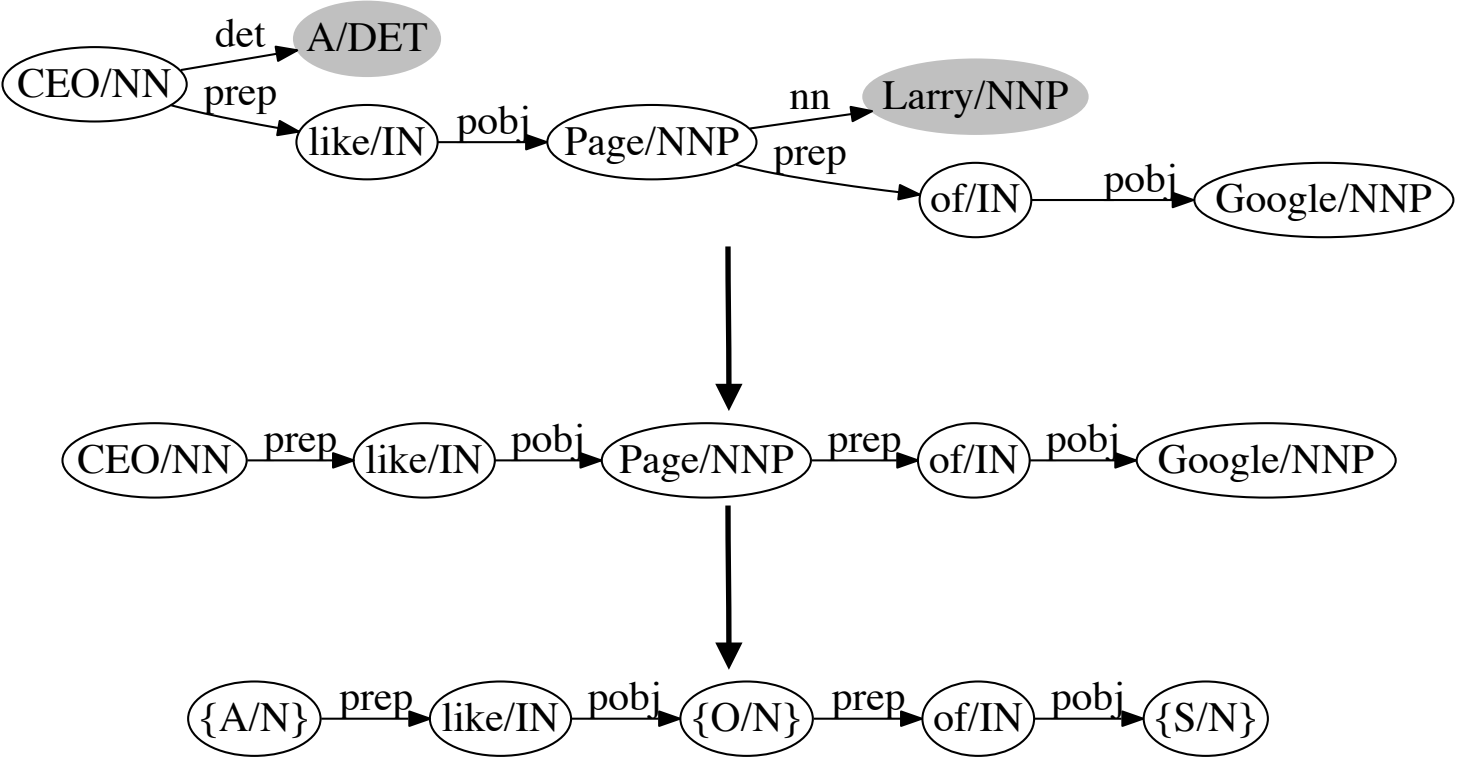 det A/DET
CEO/NN
prep
like/IN pobj Page/NNP
nn Larry/NNP
prep
of/IN pobj Google/NNP
CEO/NN prep like/IN pobj Page/NNP prep of/IN pobj Google/NNP
{A/N} prep like/IN pobj {O/N} prep of/IN pobj {S/N}